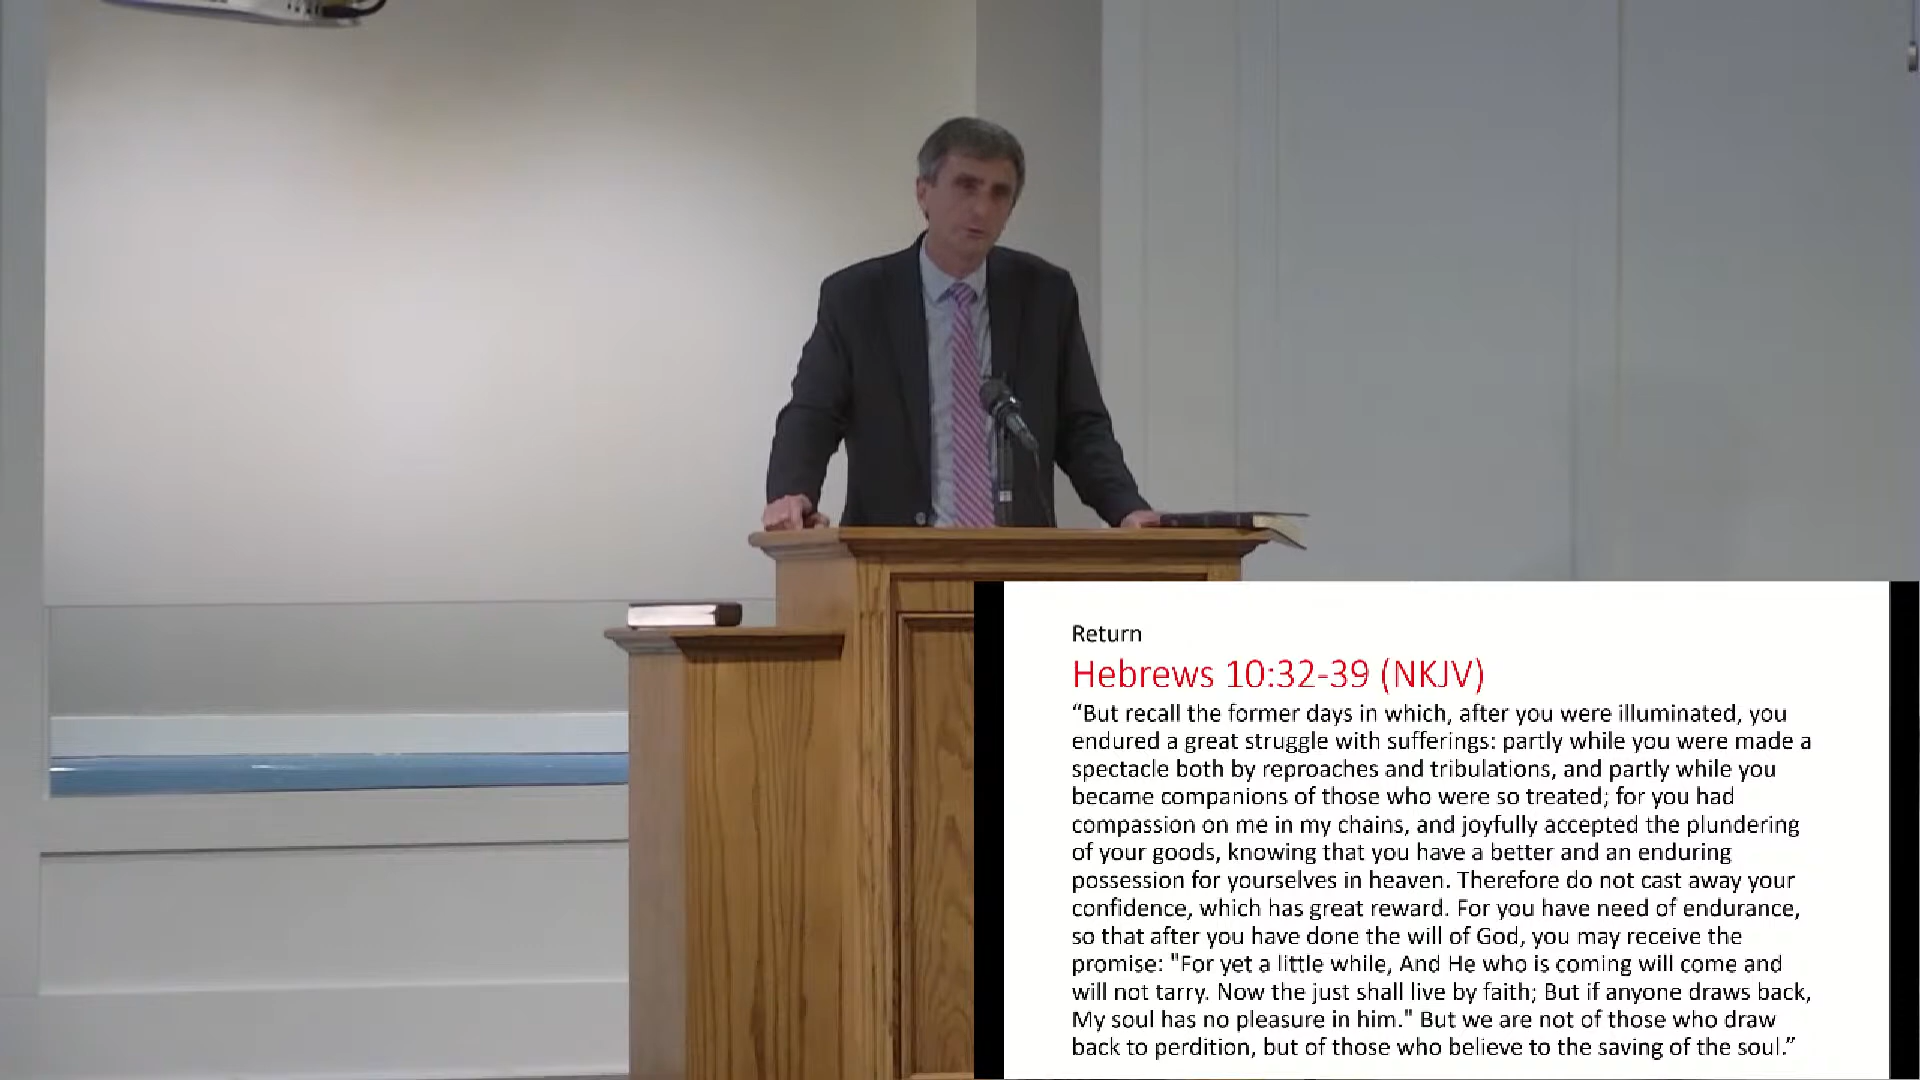 Return
Hebrews 10:32-39 (NKJV)
“But recall the former days in which, after you were illuminated, you
endured a great struggle with sufferings: partly while you were made a
spectacle both by reproaches and tribulations, and partly while you
became companions of those who were so treated; for you had
compassion on me in my chains, and joyfully accepted the plundering
of your goods, knowing that you have a better and an enduring
possession for yourselves in heaven. Therefore do not cast away your
confidence, which has great reward. For you have need of endurance,
so that after you have done the will of God, you may receive the
promise: "For yet a little while, And He who is coming will come and
will not tarry. Now the just shall live by faith; But if anyone draws back,
My soul has no pleasure in him." But we are not of those who draw
back to perdition, but of those who believe to the saving of the soul.”